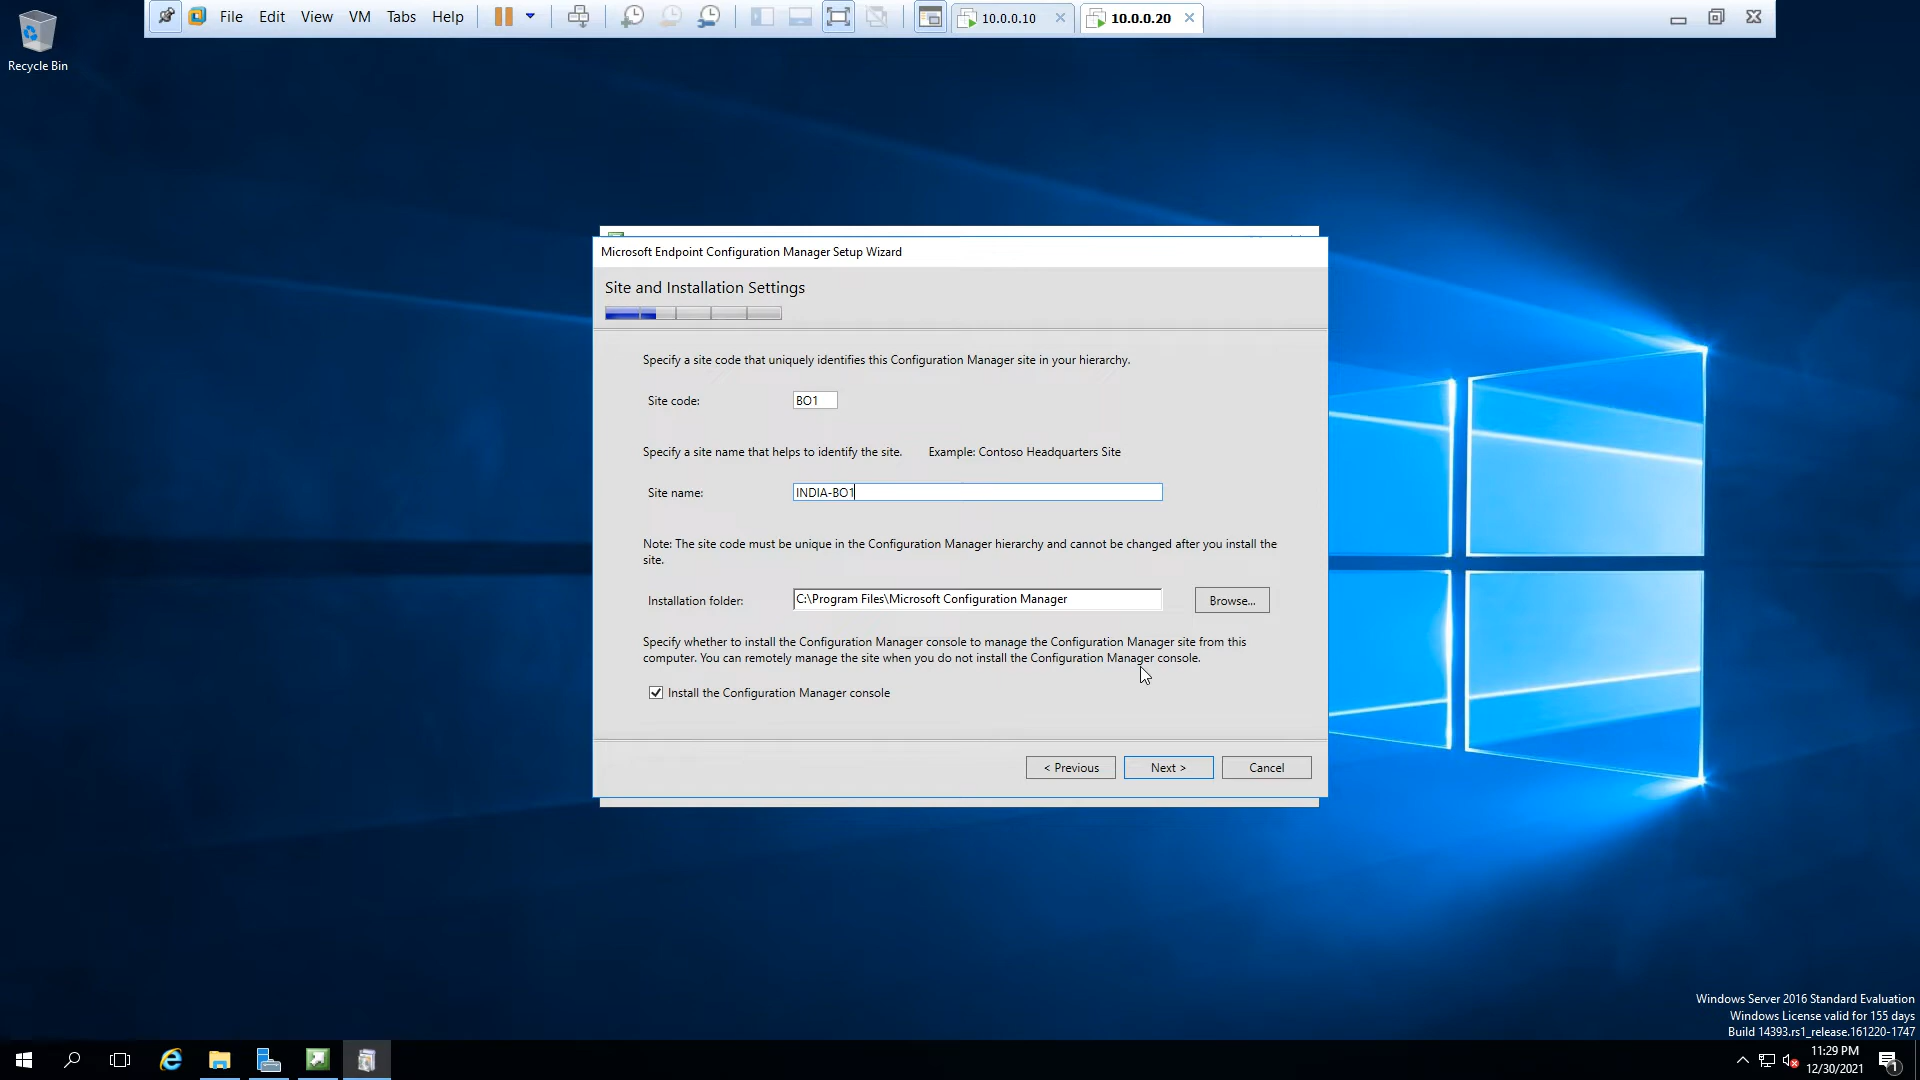 File Edit View VM Tabs Help 10.0.0.10 10.0.0.20
Recycle Bin
Microsoft Endpoint Configuration Manager Setup Wizard
Site and Installation Settings
Specify a site code that uniquely identifies this Configuration Manager site in your hierarchy.
Site code: BO1
Specify a site name that helps to identify the site. Example: Contoso Headquarters Site
Site name: INDIA-BO1
Note: The site code must be unique in the Configuration Manager hierarchy and cannot be changed after you install the
site.
Installation folder: C:\Program Files\Microsoft Configuration Manager Browse...
Specify whether to install the Configuration Manager console to manage the Configuration Manager site from this
computer. You can remotely manage the site when you do not install the Configuration Manager console.
Install the Configuration Manager console
< Previous Next > Cancel
Windows Server 2016 Standard Evaluation
Windows License valid for 155 days
Build 14393.rs1_release.161220-1747
11:29 PM
12/30/2021
1